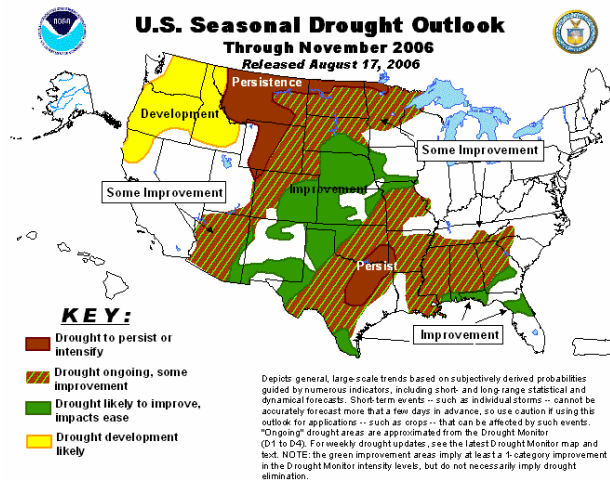 U.S. Seasonal Drought Outlook
Through November 2006
Released August 17, 2006
NOAA
Persistence
Development
Some Improvement
Some Improvement
Improvement
Persist
Improvement
KEY:
Drought to persist or
intensify
Drought ongoing, some
improvement
Drought likely to improve,
impacts ease
Drought development
likely
Depicts general, large-scale trends based on subjectively derived probabilities
guided by numerous indicators, including short- and long-range statistical and
dynamical forecasts. Short-term events -- such as individual storms -- cannot be
accurately forecast more that a few days in advance, so use caution if using this
outlook for applications -- such as crops -- that can be affected by such events.
"Ongoing" drought areas are approximated from the Drought Monitor
(D1 to D4). For weekly drought updates, see the latest Drought Monitor map and
text. NOTE: the green improvement areas imply at least a 1-category improvement
in the Drought Monitor intensity levels, but do not necessarily imply drought
elimination.